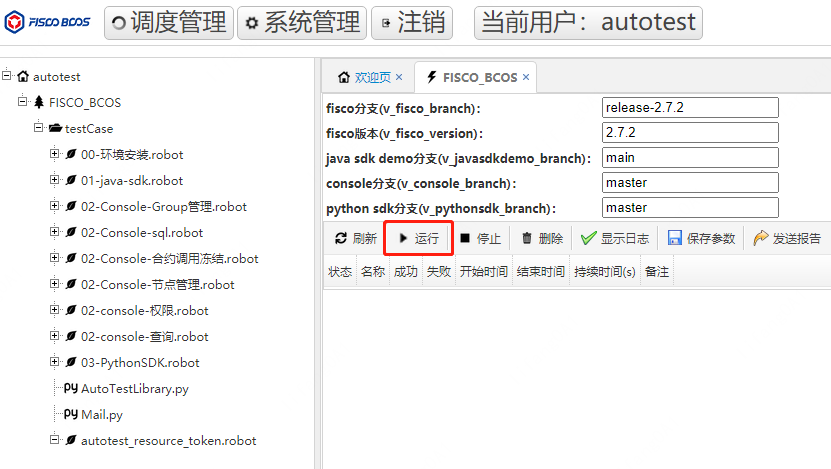 FISCO BCOS 调度管理 系统管理 注销 当前用户：autotest
autotest
FISCO_BCOS
testCase
00-环境安装.robot
01-java-sdk.robot
02-Console-Group管理.robot
02-Console-sql.robot
02-Console-合约调用冻结.robot
02-Console-节点管理.robot
02-console-权限.robot
02-console-查询.robot
03-PythonSDK.robot
AutoTestLibrary.py
Mail.py
autotest_resource_token.robot
欢迎页 × FISCO_BCOS ×
fisco分支(v_fisco_branch)： release-2.7.2
fisco版本(v_fisco_version)： 2.7.2
java sdk demo分支(v_javasdkdemo_branch)： main
console分支(v_console_branch)： master
python sdk分支(v_pythonsdk_branch)： master
刷新 运行 停止 删除 显示日志 保存参数 发送报告
状态 名称 成功 失败 开始时间 结束时间 持续时间(s) 备注